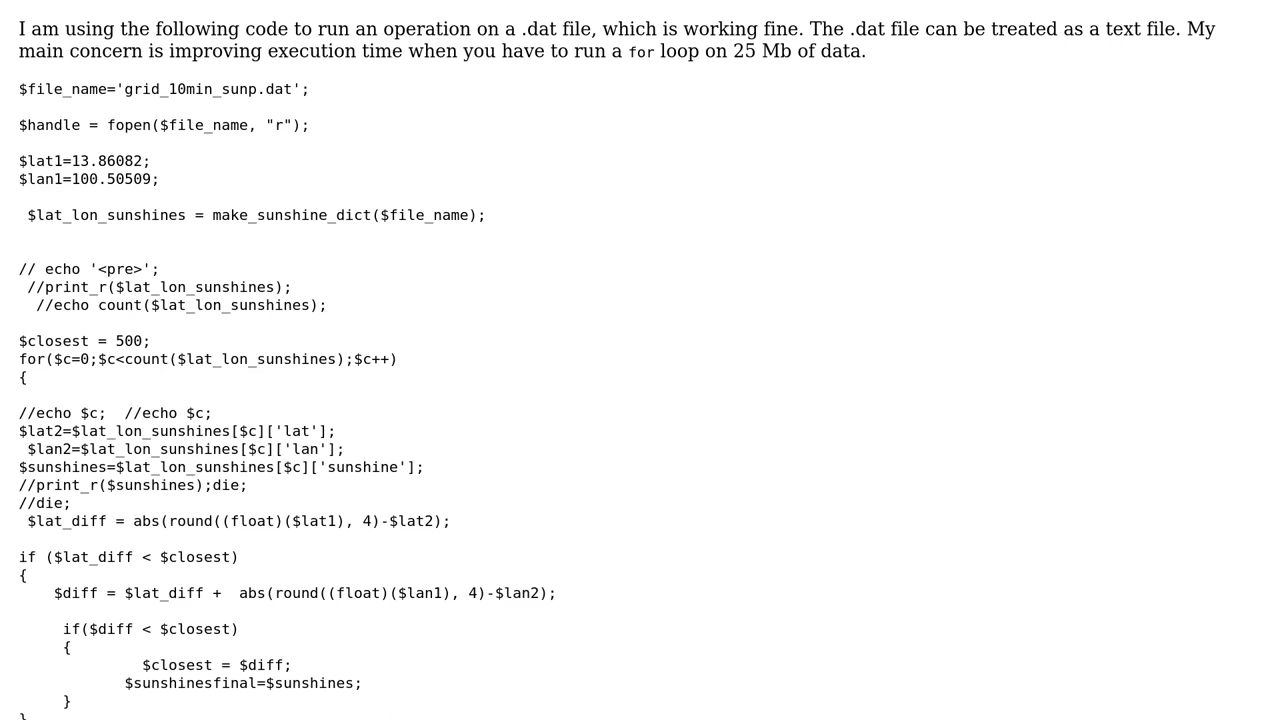 I am using the following code to run an operation on a .dat file, which is working fine. The .dat file can be treated as a text file. My
main concern is improving execution time when you have to run a for loop on 25 Mb of data.
$file_name='grid_10min_sunp.dat';
$handle = fopen($file_name, "r");
$lat1=13.86082;
$lan1=100.50509;
$lat_lon_sunshines = make_sunshine_dict($file_name);
// echo '<pre>';
//print_r($lat_lon_sunshines);
//echo count($lat_lon_sunshines);
$closest = 500;
for($c=0;$c<count($lat_lon_sunshines);$c++)
{
//echo $c;  //echo $c;
$lat2=$lat_lon_sunshines[$c]['lat'];
$lan2=$lat_lon_sunshines[$c]['lan'];
$sunshines=$lat_lon_sunshines[$c]['sunshine'];
//print_r($sunshines);die;
//die;
$lat_diff = abs(round((float)($lat1), 4)-$lat2);
if ($lat_diff < $closest)
{
$diff = $lat_diff +  abs(round((float)($lan1), 4)-$lan2);
if($diff < $closest)
{
$closest = $diff;
$sunshinesfinal=$sunshines;
}
}